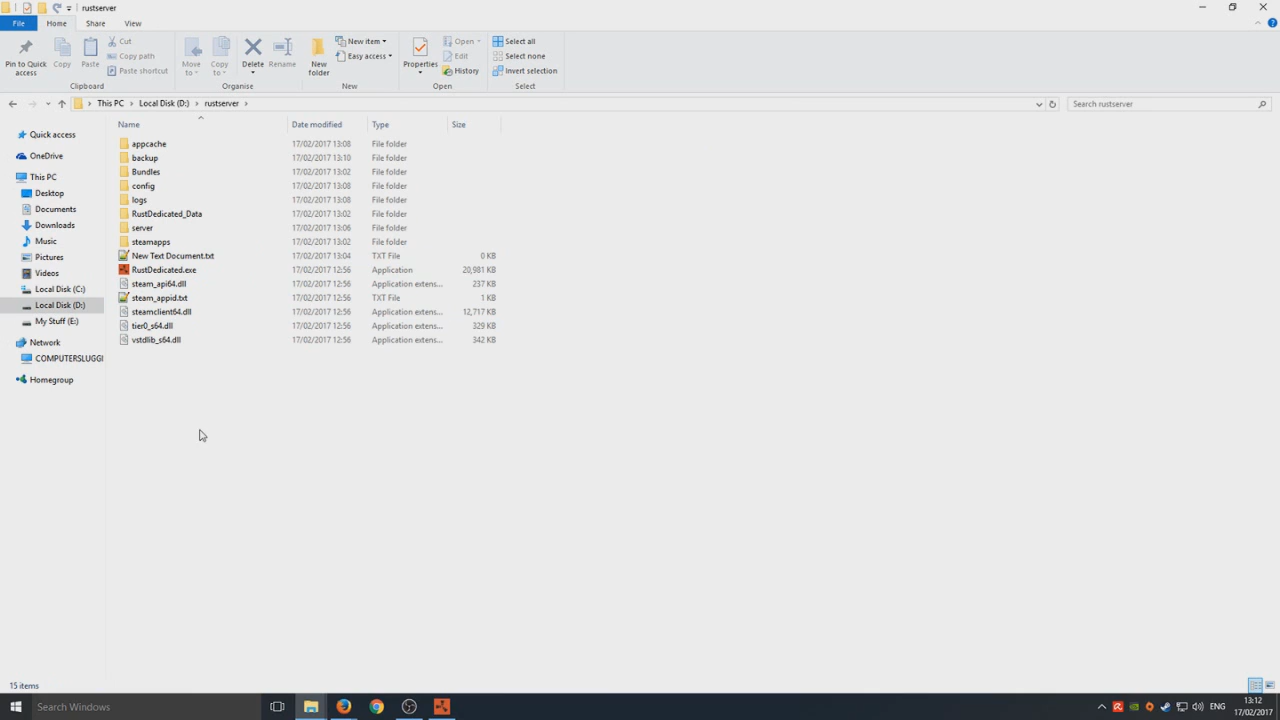 rustserver
File Home Share View
Pin to Quick access
Copy
Paste
Cut
Copy path
Paste shortcut
Clipboard
Move to
Copy to
Delete
Rename
Organise
New folder
New item
Easy access
New
Properties
Open
Edit
History
Open
Select all
Select none
Invert selection
Select
This PC > Local Disk (D:) > rustserver >
Search rustserver
Quick access
OneDrive
This PC
Desktop
Documents
Downloads
Music
Pictures
Videos
Local Disk (C:)
Local Disk (D:)
My Stuff (E:)
Network
COMPUTERSLUGGI
Homegroup
Name Date modified Type Size
appcache 17/02/2017 13:08 File folder
backup 17/02/2017 13:10 File folder
Bundles 17/02/2017 13:02 File folder
config 17/02/2017 13:08 File folder
logs 17/02/2017 13:08 File folder
RustDedicated_Data 17/02/2017 13:02 File folder
server 17/02/2017 13:06 File folder
steamapps 17/02/2017 13:02 File folder
New Text Document.txt 17/02/2017 13:04 TXT File 0 KB
RustDedicated.exe 17/02/2017 12:56 Application 20,981 KB
steam_api64.dll 17/02/2017 12:56 Application extens... 237 KB
steam_appid.txt 17/02/2017 12:56 TXT File 1 KB
steamclient64.dll 17/02/2017 12:56 Application extens... 12,717 KB
tier0_s64.dll 17/02/2017 12:56 Application extens... 329 KB
vstdlib_s64.dll 17/02/2017 12:56 Application extens... 342 KB
15 items
Search Windows
ENG
13:12
17/02/2017